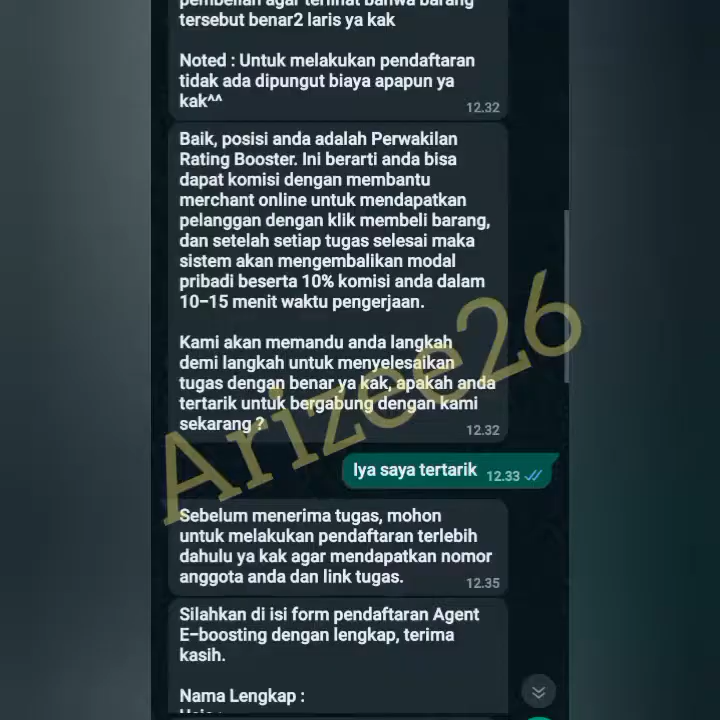 pembelian agar terlihat bahwa barang
tersebut benar2 laris ya kak
Noted : Untuk melakukan pendaftaran
tidak ada dipungut biaya apapun ya
kak^^
12.32
Baik, posisi anda adalah Perwakilan
Rating Booster. Ini berarti anda bisa
dapat komisi dengan membantu
merchant online untuk mendapatkan
pelanggan dengan klik membeli barang,
dan setelah setiap tugas selesai maka
sistem akan mengembalikan modal
pribadi beserta 10% komisi anda dalam
10-15 menit waktu pengerjaan.
Kami akan memandu anda langkah
demi langkah untuk menyelesaikan
tugas dengan benar ya kak, apakah anda
tertarik untuk bergabung dengan kami
sekarang ?
12.32
Arizee26
Iya saya tertarik 12.33
Sebelum menerima tugas, mohon
untuk melakukan pendaftaran terlebih
dahulu ya kak agar mendapatkan nomor
anggota anda dan link tugas.
12.35
Silahkan di isi form pendaftaran Agent
E-boosting dengan lengkap, terima
kasih.
Nama Lengkap :